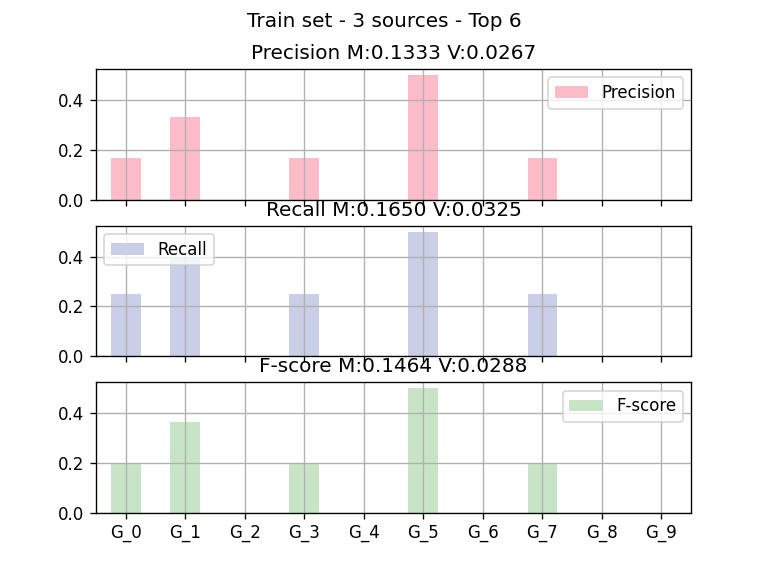 Train set - 3 sources - Top 6
Precision M:0.1333 V:0.0267
0.4
0.2
0.0
Precision
Recall M:0.1650 V:0.0325
0.4
0.2
0.0
Recall
F-score M:0.1464 V:0.0288
0.4
0.2
0.0
F-score
G_0 G_1 G_2 G_3 G_4 G_5 G_6 G_7 G_8 G_9